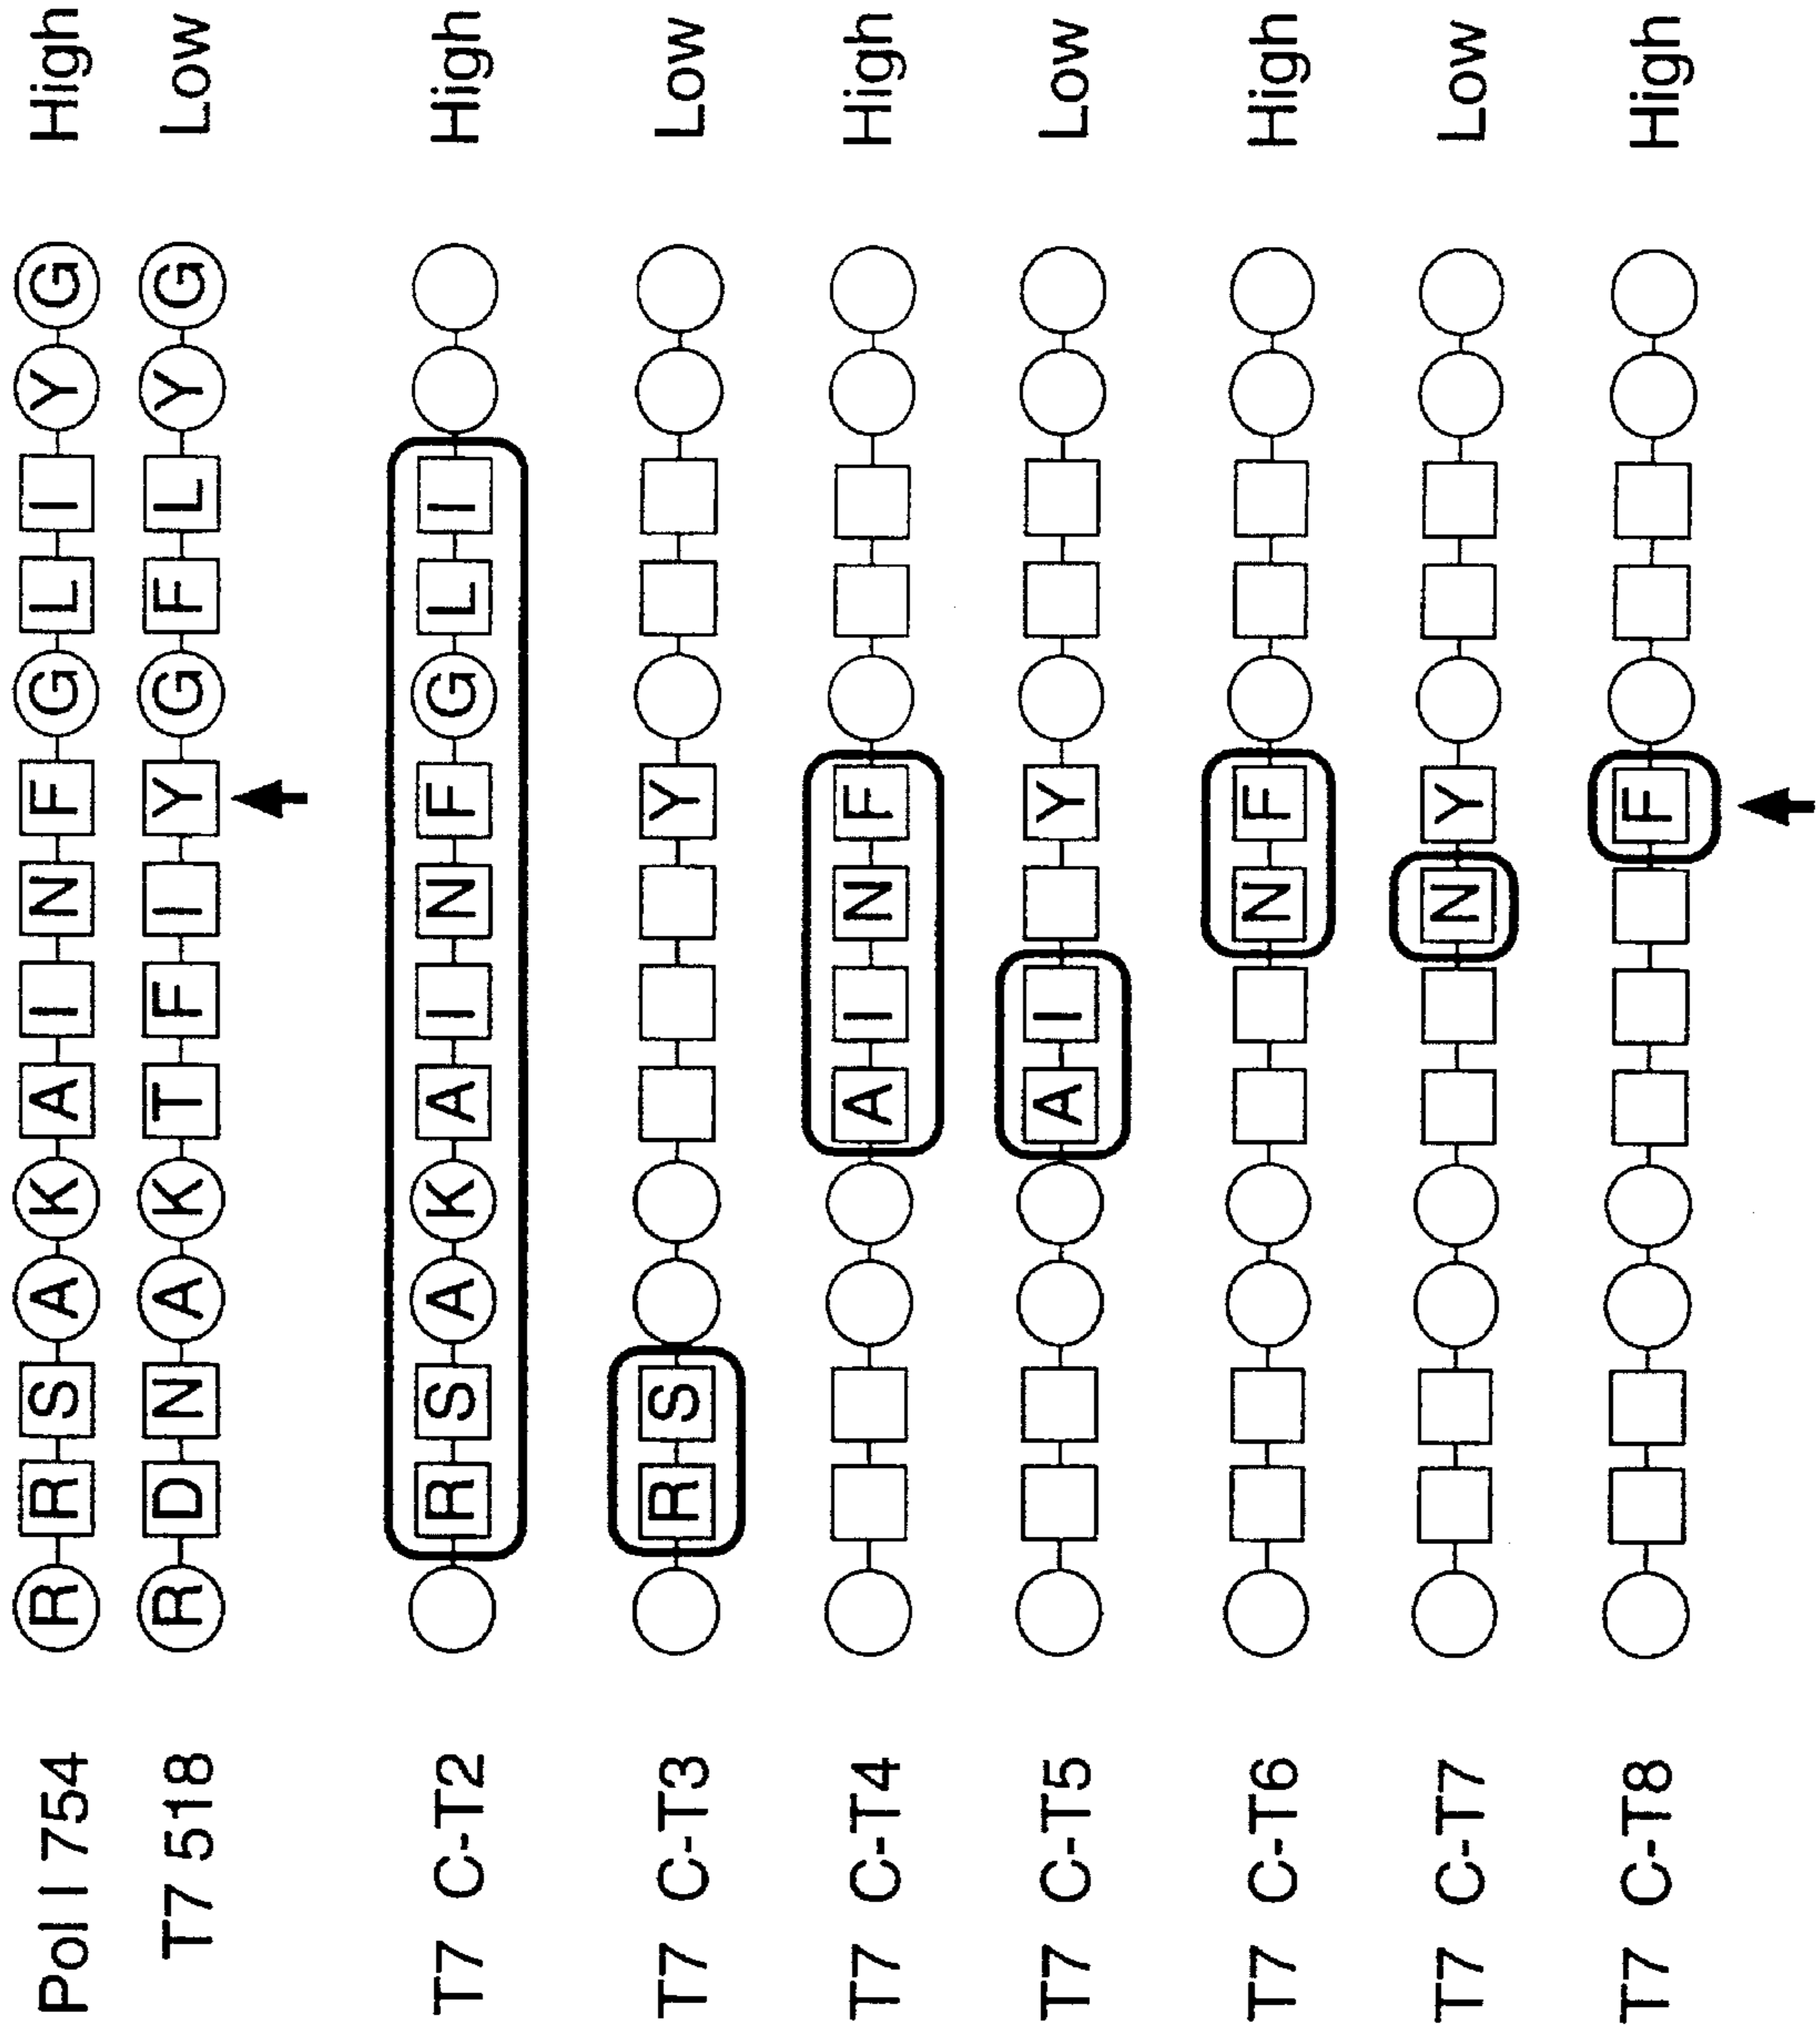 Pol I 754 R R S A K A I N F G L I Y G High
T7 518 R D N A K T F I Y G F L Y G Low
T7 C-T2 R S A K A I N F G L I High
T7 C-T3 R S Y Low
T7 C-T4 A I N F High
T7 C-T5 A I Y Low
T7 C-T6 N F High
T7 C-T7 N Y Low
T7 C-T8 F High